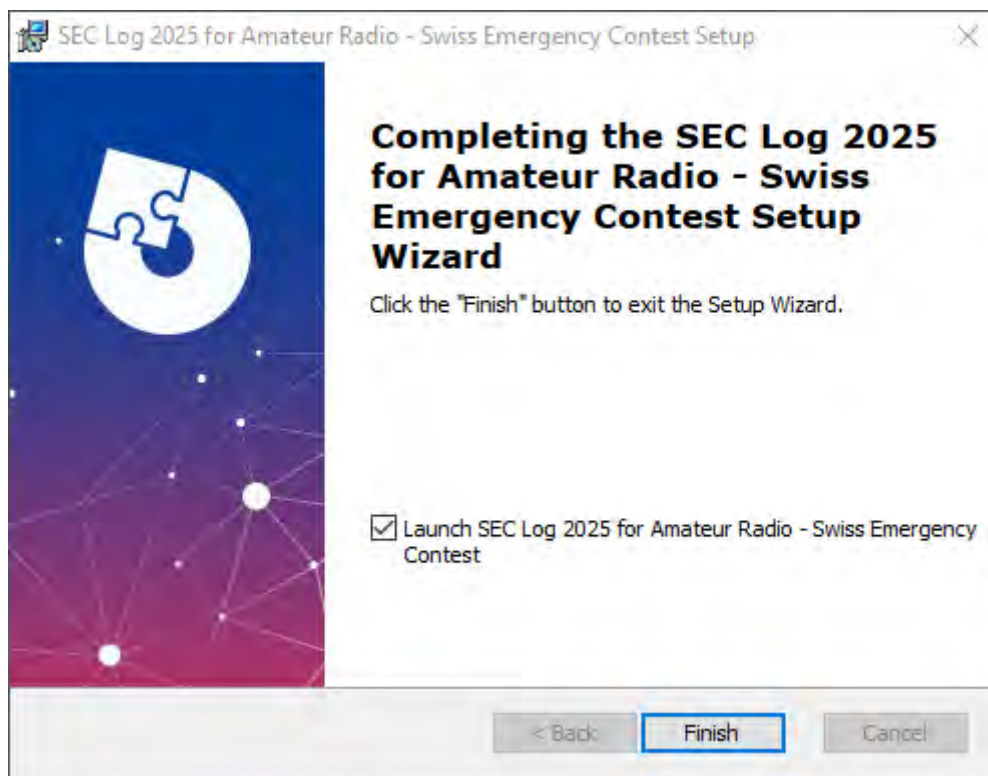 SEC Log 2025 for Amateur Radio - Swiss Emergency Contest Setup
Completing the SEC Log 2025
for Amateur Radio - Swiss
Emergency Contest Setup
Wizard
Click the "Finish" button to exit the Setup Wizard.
Launch SEC Log 2025 for Amateur Radio - Swiss Emergency
Contest
< Back
Finish
Cancel